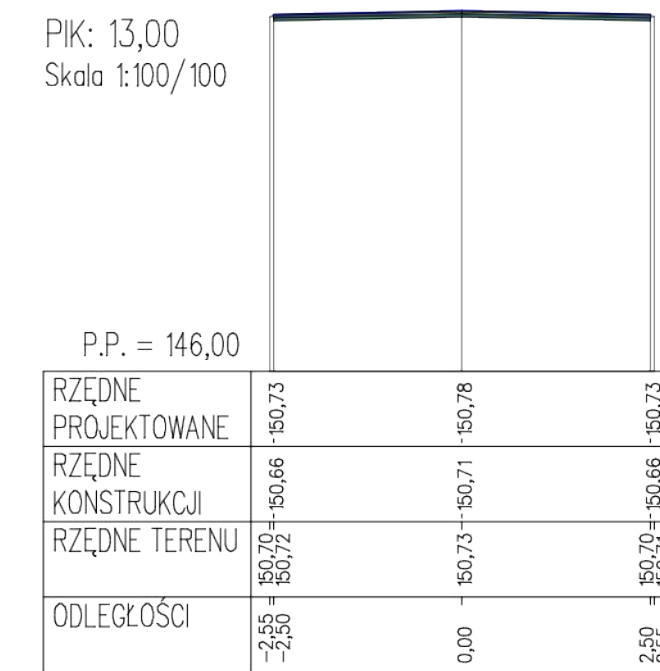 PIK: 13,00
Skala 1:100/100
P.P. = 146,00
RZĘDNE
PROJEKTOWANE
-150,73
-150,78
-150,73
RZĘDNE
KONSTRUKCJI
-150,66
-150,71
-150,66
RZĘDNE TERENU
150,70
150,72
150,73
150,70
ODLEGŁOŚCI
-2,55
-2,50
0,00
2,50